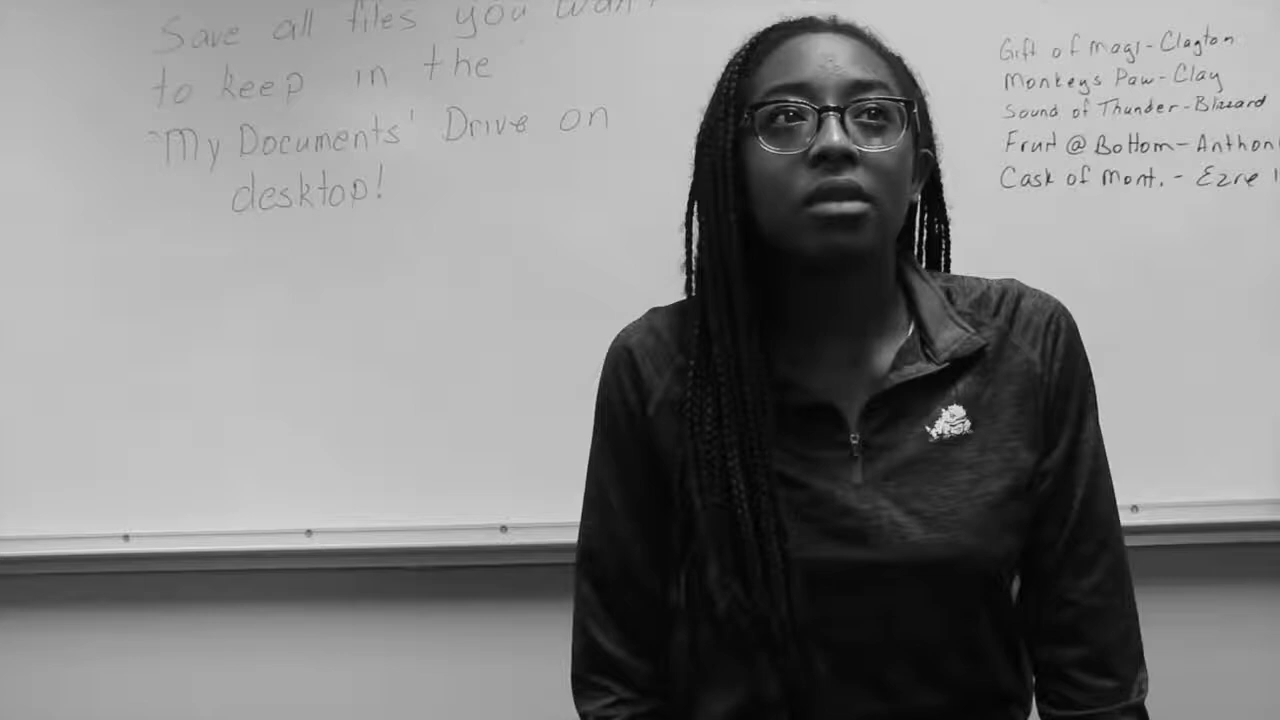 Save all files you want
to keep in the
"My Documents' Drive on
desktop!
Gift of Magi-Clayton
Monkeys Paw-Clay
Sound of Thunder-Blizzard
Fruit @ Bottom-Anthon
Cask of Mont. - Ezre